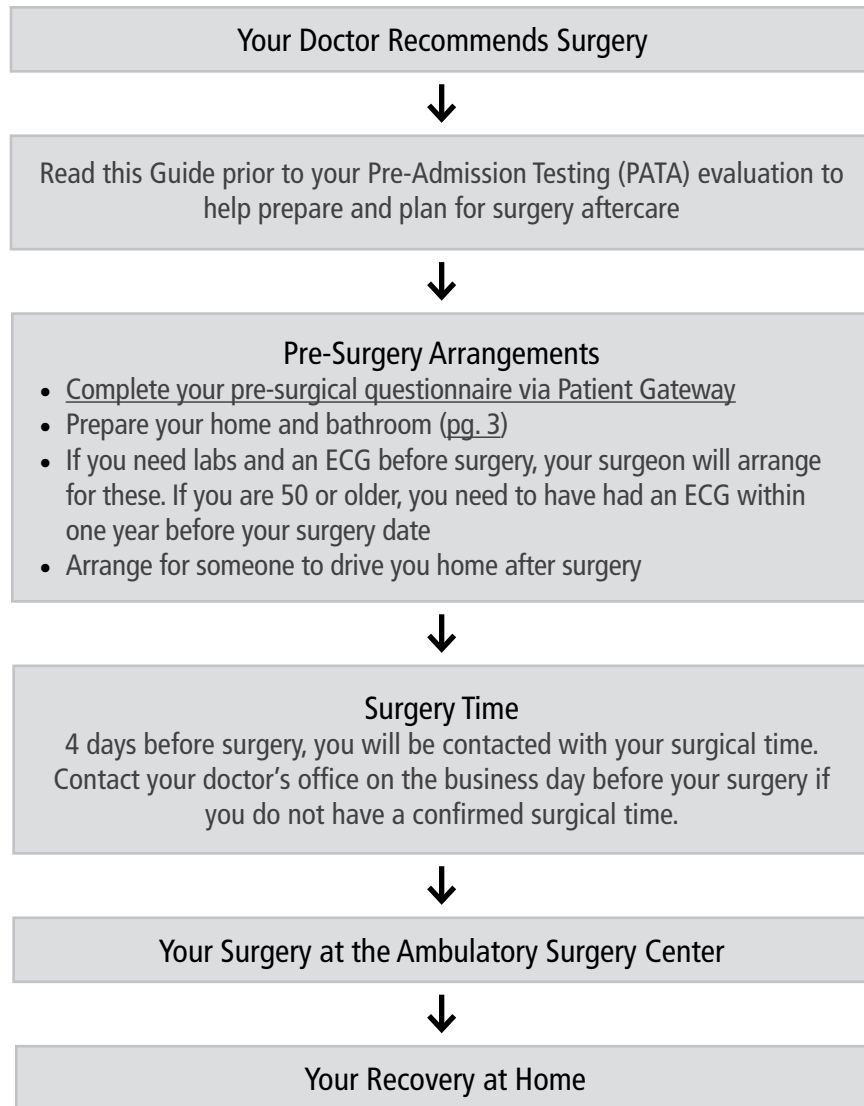 Your Doctor Recommends Surgery
Read this Guide prior to your Pre-Admission Testing (PATA) evaluation to
help prepare and plan for surgery aftercare
Pre-Surgery Arrangements
• Complete your pre-surgical questionnaire via Patient Gateway
• Prepare your home and bathroom (pg. 3)
• If you need labs and an ECG before surgery, your surgeon will arrange
for these. If you are 50 or older, you need to have had an ECG within
one year before your surgery date
• Arrange for someone to drive you home after surgery
Surgery Time
4 days before surgery, you will be contacted with your surgical time.
Contact your doctor’s office on the business day before your surgery if
you do not have a confirmed surgical time.
Your Surgery at the Ambulatory Surgery Center
Your Recovery at Home